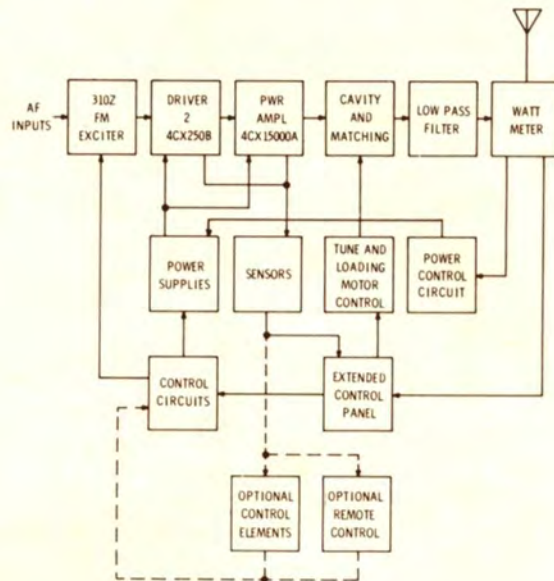 AF
INPUTS
310Z
FM
EXCITER
DRIVER
2
4CX250B
PWR
AMPL
4CX15000A
CAVITY
AND
MATCHING
LOW PASS
FILTER
WATT
METER
POWER
SUPPLIES
SENSORS
TUNE AND
LOADING
MOTOR
CONTROL
POWER
CONTROL
CIRCUIT
CONTROL
CIRCUITS
EXTENDED
CONTROL
PANEL
OPTIONAL
CONTROL
ELEMENTS
OPTIONAL
REMOTE
CONTROL